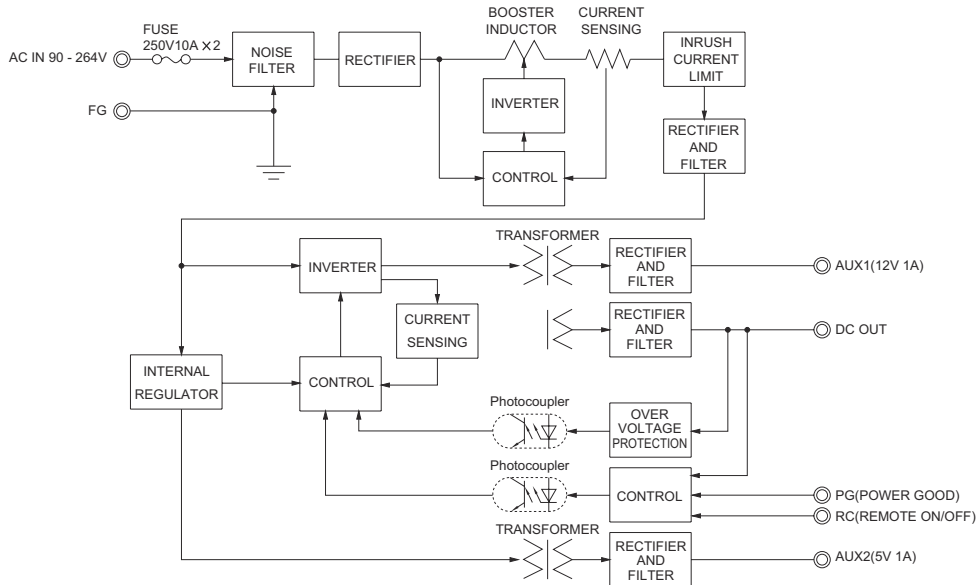 BOOSTER
INDUCTOR
CURRENT
SENSING
FUSE
250V10A ×2
AC IN 90 - 264V
NOISE
FILTER
RECTIFIER
INRUSH
CURRENT
LIMIT
FG
INVERTER
RECTIFIER
AND
FILTER
CONTROL
TRANSFORMER
INVERTER
RECTIFIER
AND
FILTER
AUX1(12V 1A)
CURRENT
SENSING
RECTIFIER
AND
FILTER
DC OUT
INTERNAL
REGULATOR
CONTROL
Photocoupler
OVER
VOLTAGE
PROTECTION
Photocoupler
CONTROL
PG(POWER GOOD)
RC(REMOTE ON/OFF)
TRANSFORMER
RECTIFIER
AND
FILTER
AUX2(5V 1A)